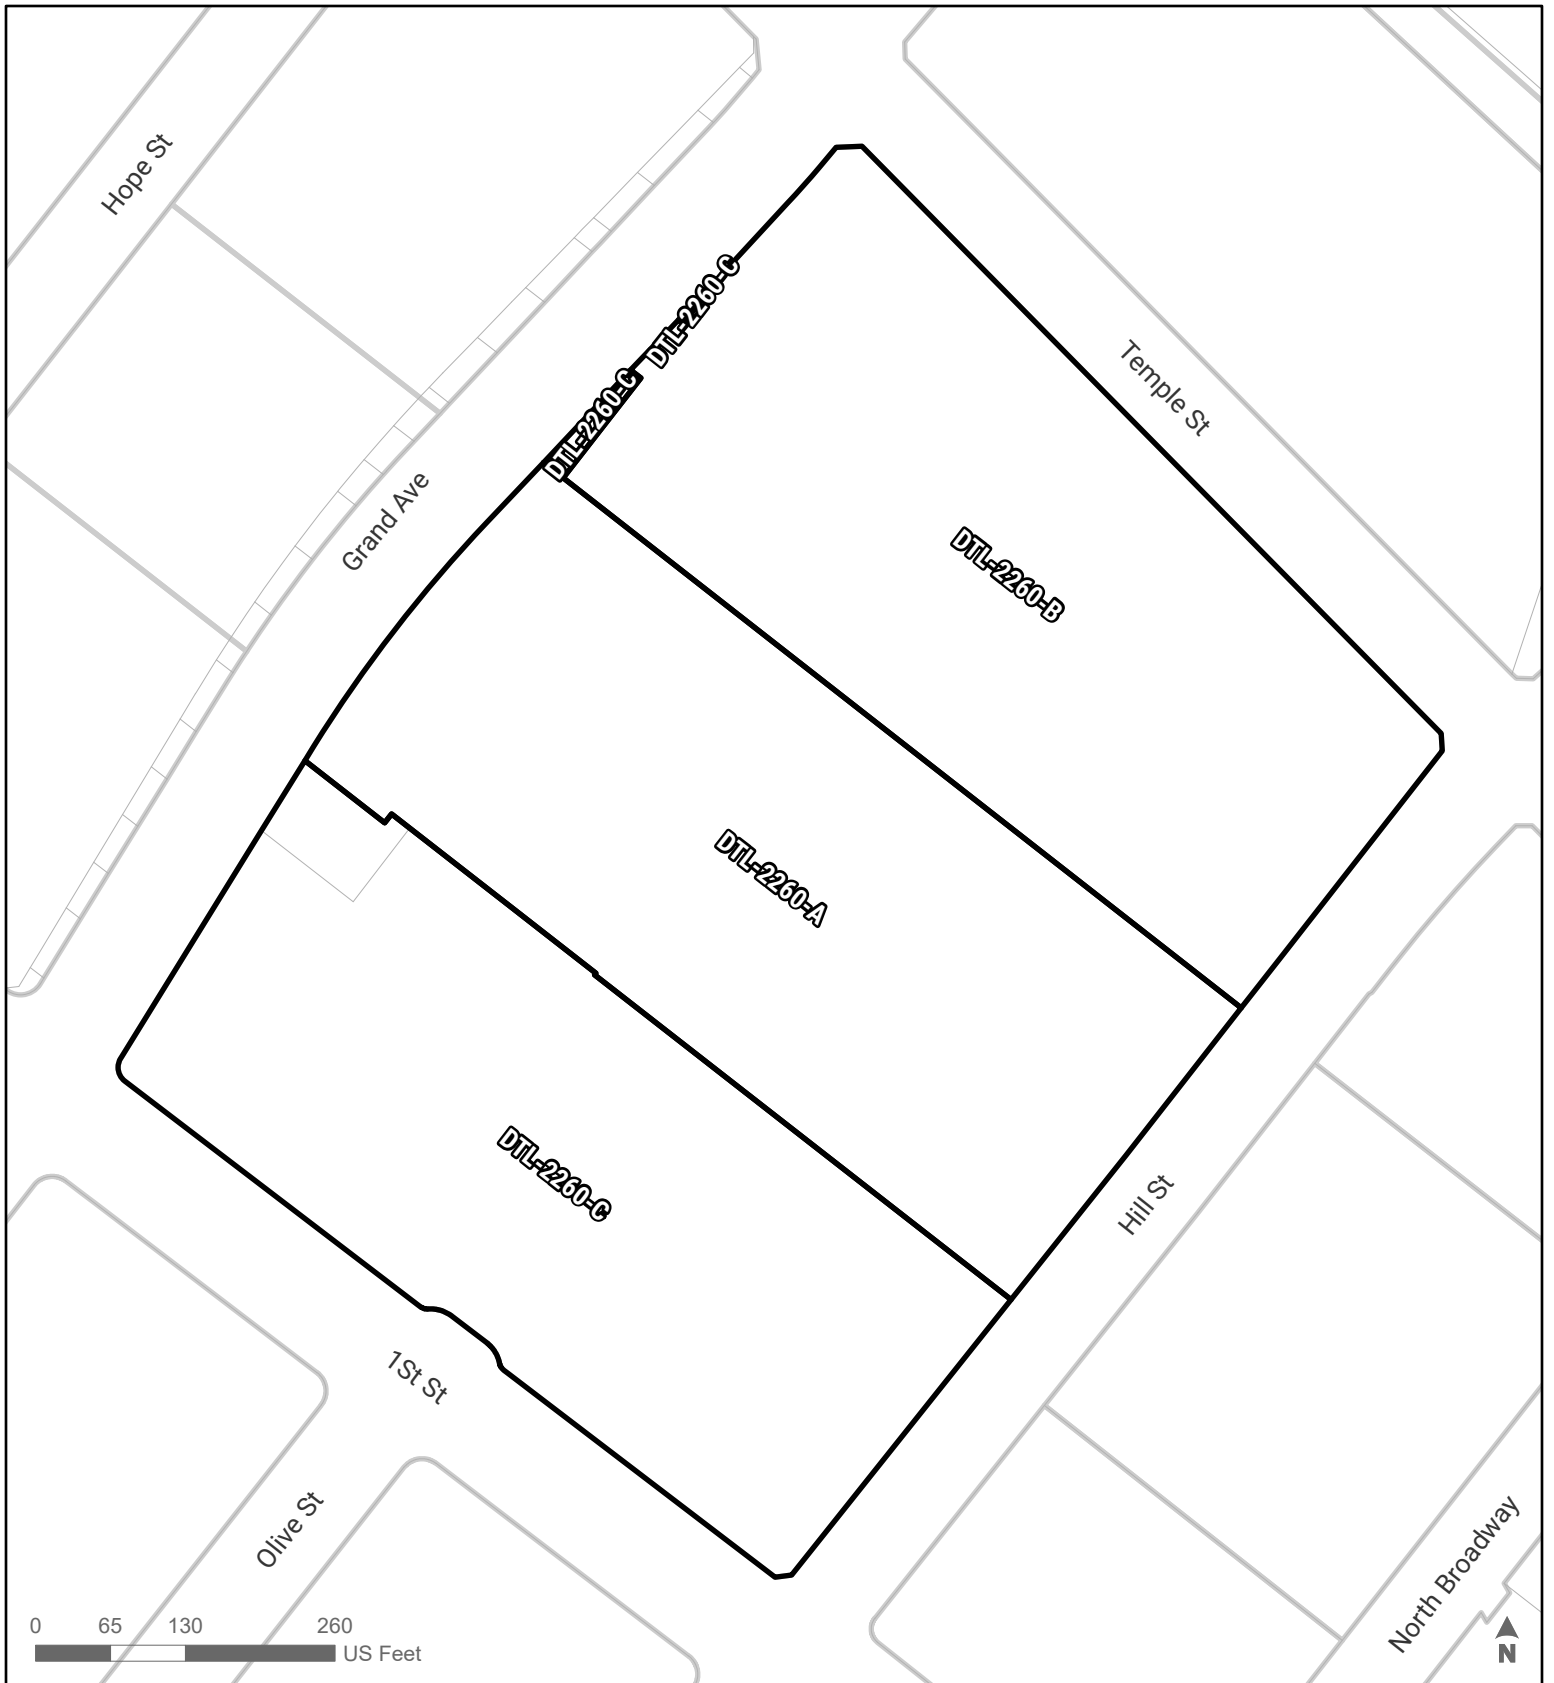 Hope St
DTL-2260-C
DTL-2260-C
Temple St
Grand Ave
DTL-2260-B
DTL-2260-A
DTL-2260-C
Hill St
1St St
Olive St
North Broadway
0 65 130 260
US Feet
N